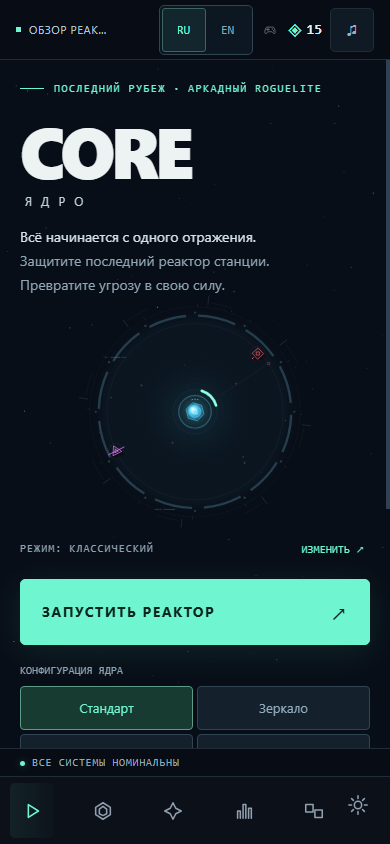 ОБЗОР РЕАК...
RU
EN
15
ПОСЛЕДНИЙ РУБЕЖ · АРКАДНЫЙ ROGUELITE
CORE
ЯДРО
Всё начинается с одного отражения.
Защитите последний реактор станции.
Превратите угрозу в свою силу.
РЕЖИМ: КЛАССИЧЕСКИЙ
ИЗМЕНИТЬ ↗
ЗАПУСТИТЬ РЕАКТОР ↗
КОНФИГУРАЦИЯ ЯДРА
Стандарт
Зеркало
ВСЕ СИСТЕМЫ НОМИНАЛЬНЫ